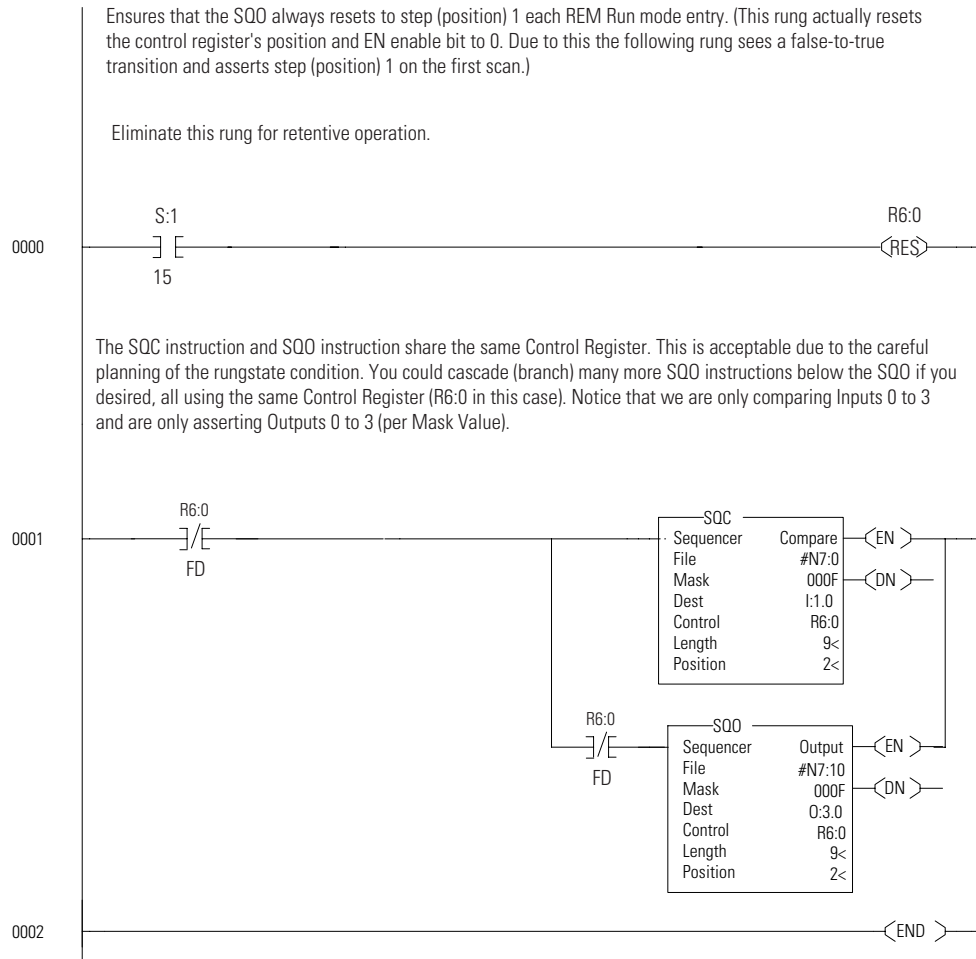 Ensures that the SQO always resets to step (position) 1 each REM Run mode entry. (This rung actually resets
the control register's position and EN enable bit to 0. Due to this the following rung sees a false-to-true
transition and asserts step (position) 1 on the first scan.)
Eliminate this rung for retentive operation.
S:1
R6:0
0000
RES
15
The SQC instruction and SQO instruction share the same Control Register. This is acceptable due to the careful
planning of the rungstate condition. You could cascade (branch) many more SQO instructions below the SQO if you
desired, all using the same Control Register (R6:0 in this case). Notice that we are only comparing Inputs 0 to 3
and are only asserting Outputs 0 to 3 (per Mask Value).
R6:0
0001
FD
SQC
Sequencer Compare EN
File #N7:0
Mask 000F DN
Dest I:1.0
Control R6:0
Length 9<
Position 2<
R6:0
FD
SQO
Sequencer Output EN
File #N7:10
Mask 000F DN
Dest O:3.0
Control R6:0
Length 9<
Position 2<
0002
END